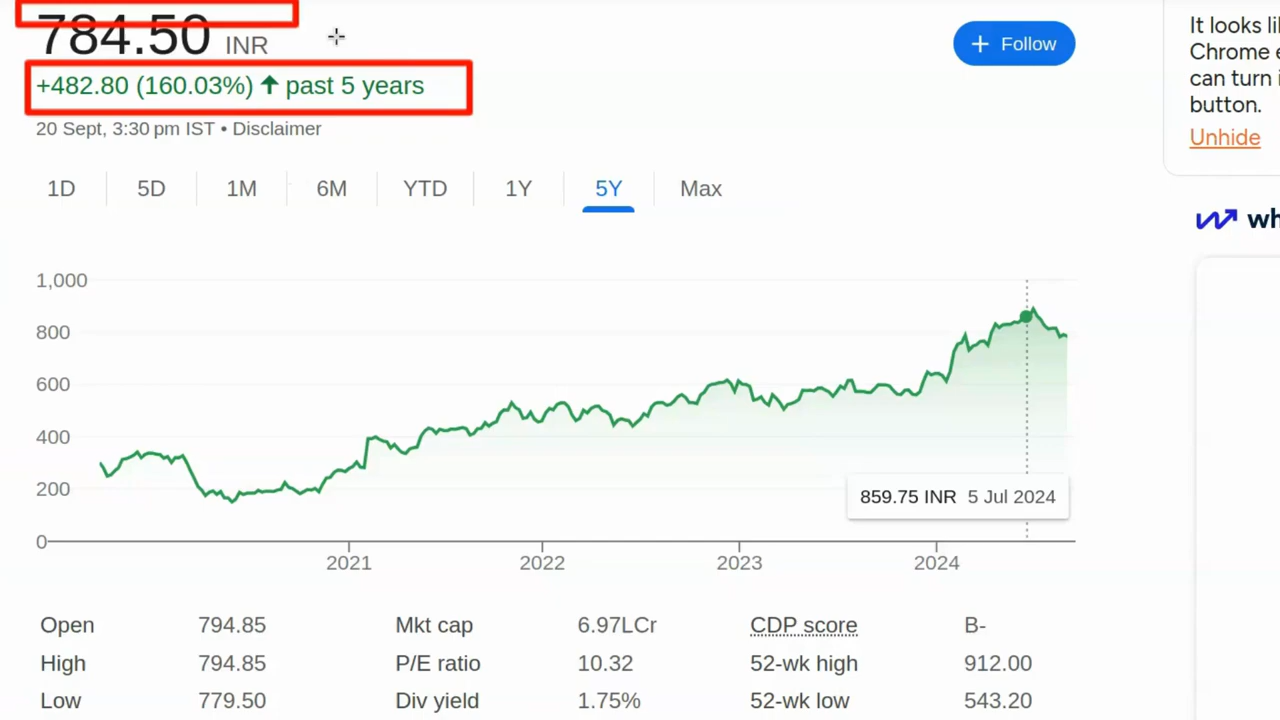 784.50 INR
+ Follow
+482.80 (160.03%) ↑ past 5 years
20 Sept, 3:30 pm IST • Disclaimer
1D 5D 1M 6M YTD 1Y 5Y Max
1,000
800
600
400
200
0
859.75 INR 5 Jul 2024
2021 2022 2023 2024
Open 794.85 Mkt cap 6.97LCr CDP score B-
High 794.85 P/E ratio 10.32 52-wk high 912.00
Low 779.50 Div yield 1.75% 52-wk low 543.20
It looks
Chrome
can turn
button.
Unhide